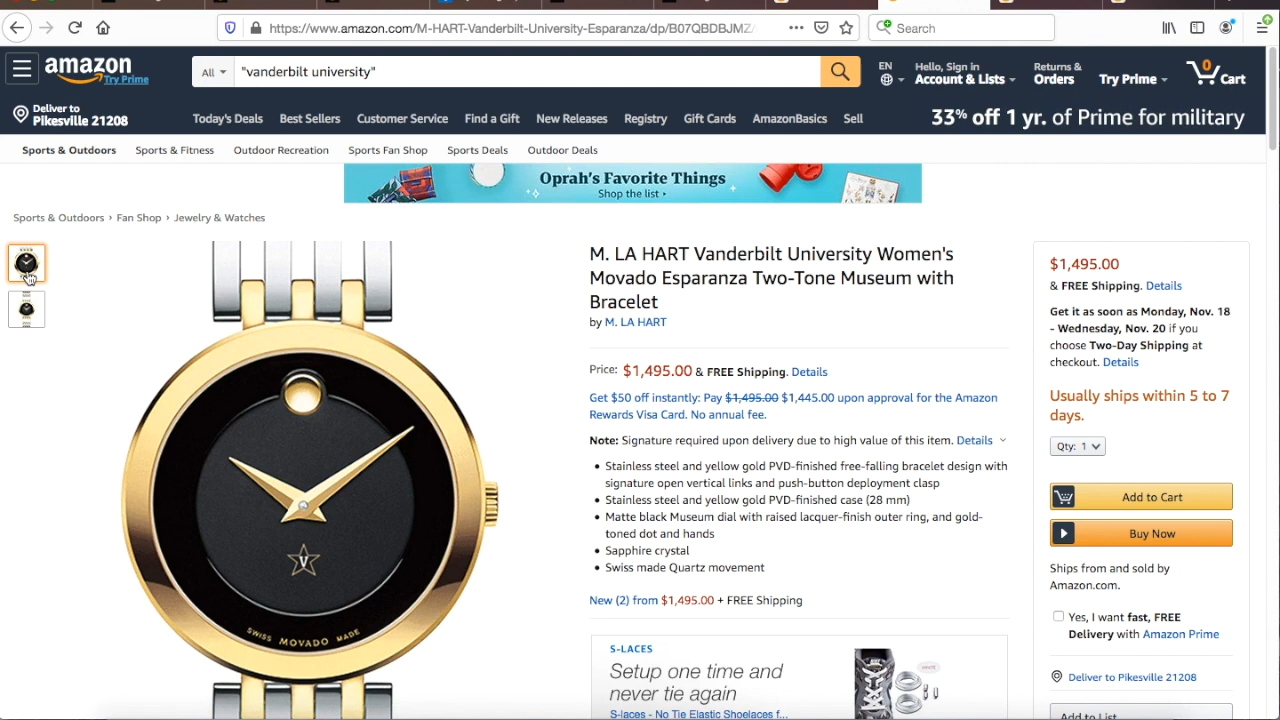 https://www.amazon.com/M-HART-Vanderbilt-University-Esparanza/dp/B07QBDBJMZ/
Search
amazon
Try Prime
All
"vanderbilt university"
EN
Hello, Sign in
Account & Lists
Returns &
Orders
Try Prime
0
Cart
Deliver to
Pikesville 21208
Today's Deals
Best Sellers
Customer Service
Find a Gift
New Releases
Registry
Gift Cards
AmazonBasics
Sell
33% off 1 yr. of Prime for military
Sports & Outdoors
Sports & Fitness
Outdoor Recreation
Sports Fan Shop
Sports Deals
Outdoor Deals
Oprah's Favorite Things
Shop the list ▸
Sports & Outdoors › Fan Shop › Jewelry & Watches
V
SWISS MOVADO MADE
M. LA HART Vanderbilt University Women's
Movado Esparanza Two-Tone Museum with
Bracelet
by M. LA HART
Price: $1,495.00 & FREE Shipping. Details
Get $50 off instantly: Pay $1,495.00 $1,445.00 upon approval for the Amazon
Rewards Visa Card. No annual fee.
Note: Signature required upon delivery due to high value of this item. Details
• Stainless steel and yellow gold PVD-finished free-falling bracelet design with
signature open vertical links and push-button deployment clasp
• Stainless steel and yellow gold PVD-finished case (28 mm)
• Matte black Museum dial with raised lacquer-finish outer ring, and gold-
toned dot and hands
• Sapphire crystal
• Swiss made Quartz movement
New (2) from $1,495.00 + FREE Shipping
S-LACES
Setup one time and
never tie again
S-laces - No Tie Elastic Shoelaces f...
$1,495.00
& FREE Shipping. Details
Get it as soon as Monday, Nov. 18
- Wednesday, Nov. 20 if you
choose Two-Day Shipping at
checkout. Details
Usually ships within 5 to 7
days.
Qty: 1
Add to Cart
Buy Now
Ships from and sold by
Amazon.com.
Yes, I want fast, FREE
Delivery with Amazon Prime
Deliver to Pikesville 21208
Add to List